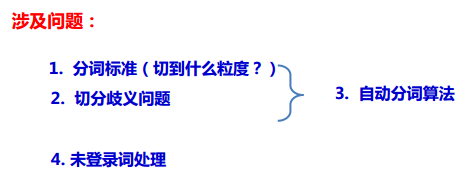 涉及问题：
1. 分词标准（切到什么粒度？）
2. 切分歧义问题
3. 自动分词算法
4. 未登录词处理